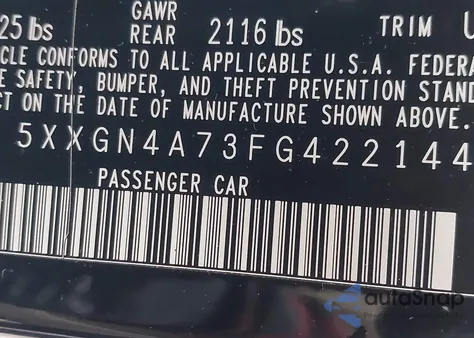 25 lbs GAWR REAR 2116 lbs TRIM U
CLE CONFORMS TO ALL APPLICABLE U.S.A. FEDERA
E SAFETY, BUMPER, AND THEFT PREVENTION STAND
CT ON THE DATE OF MANUFACTURE SHOWN ABOVE.
5XXGN4A73FG422144
PASSENGER CAR
autoSnap